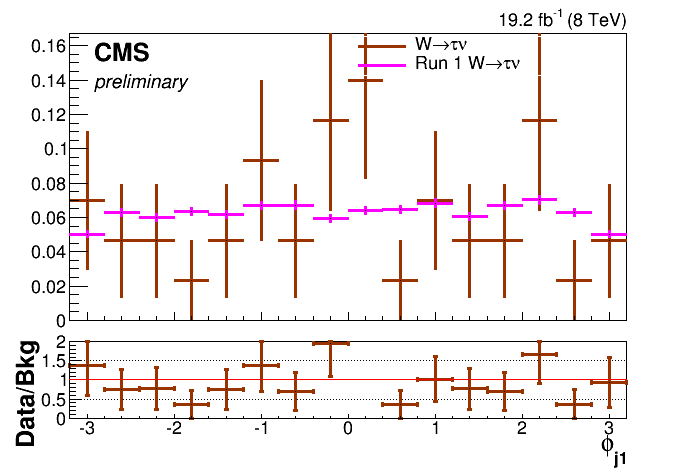 19.2 fb⁻¹ (8 TeV)
CMS
preliminary
W→τν
Run 1 W→τν
0.16
0.14
0.12
0.1
0.08
0.06
0.04
0.02
0
Data/Bkg
2
1.5
1
0.5
0
-3 -2 -1 0 1 2 3
ϕj1